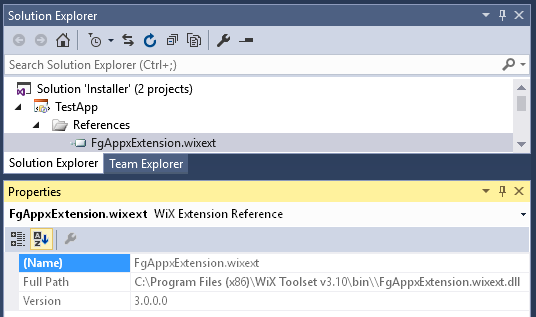 Solution Explorer
Search Solution Explorer (Ctrl+;)
Solution 'Installer' (2 projects)
TestApp
References
FgAppxExtension.wixext
Solution Explorer Team Explorer
Properties
FgAppxExtension.wixext WiX Extension Reference
(Name) FgAppxExtension.wixext
Full Path C:\Program Files (x86)\WiX Toolset v3.10\bin\\FgAppxExtension.wixext.dll
Version 3.0.0.0